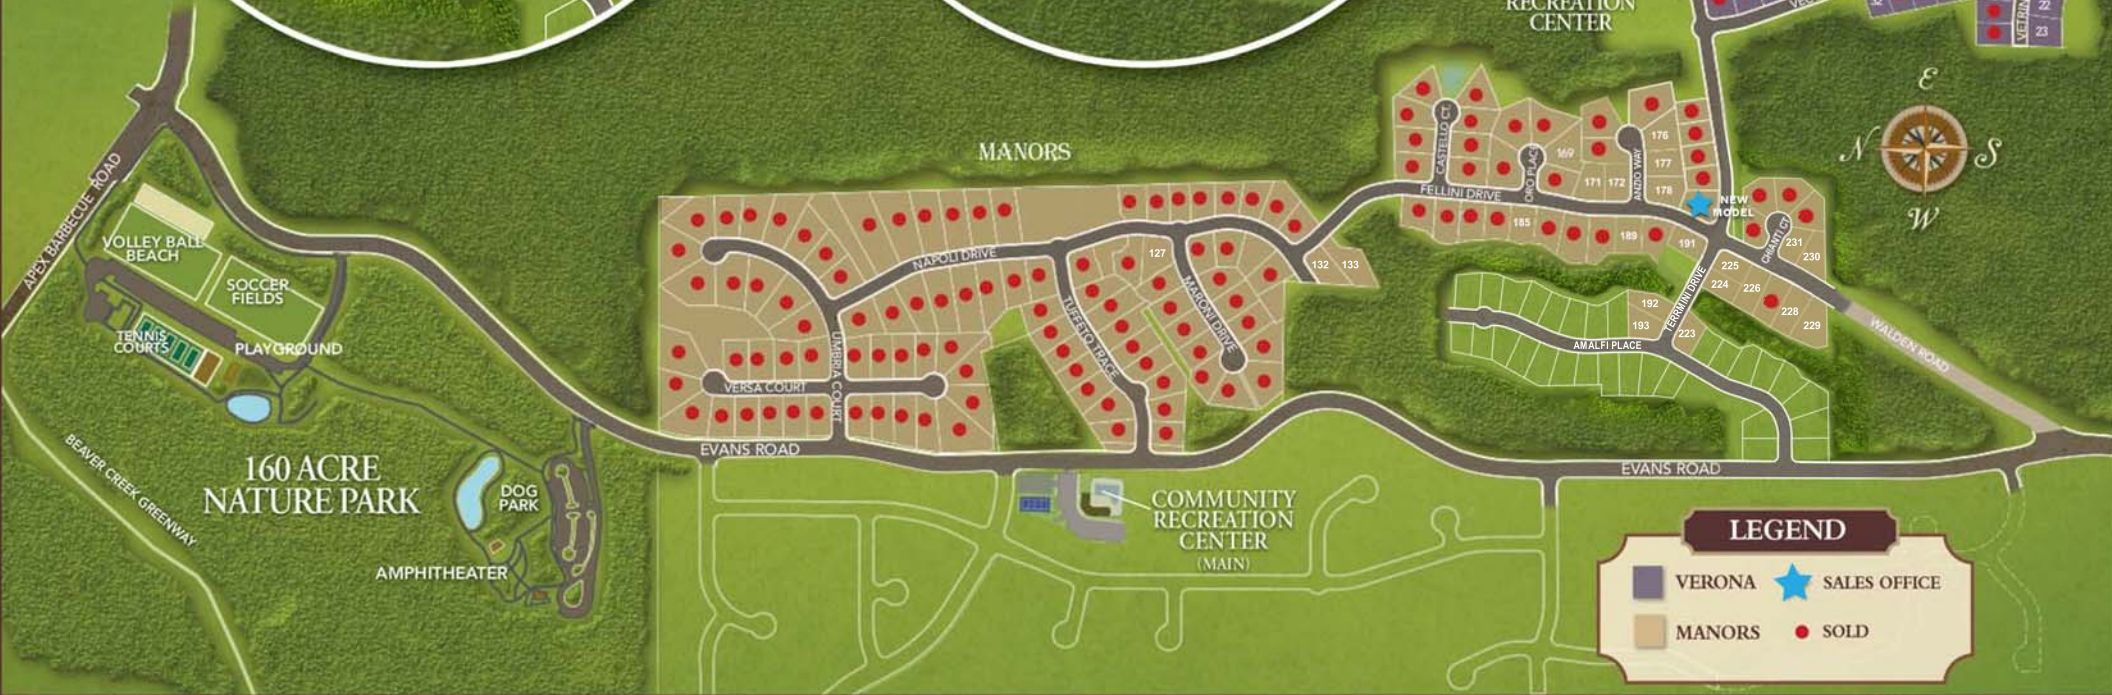 RECREATION
CENTER
22
23
E
N
S
W
MANORS
APEX BARBECUE ROAD
VOLLEY BALL
BEACH
SOCCER
FIELDS
TENNIS
COURTS
PLAYGROUND
BEAVER CREEK GREENWAY
160 ACRE
NATURE PARK
DOG
PARK
AMPHITHEATER
NAPOLI DRIVE
UMBRIA COURT
VERSA COURT
TUFFETO TRACE
MARONI DRIVE
127
132
133
CASTELLO CT.
ORO PLACE
ANZIO WAY
FELLINI DRIVE
169
171
172
176
177
178
185
189
191
NEW
MODEL
CHIANTI CT
231
230
225
224
226
228
229
TERRMINI DRIVE
192
193
223
AMALFI PLACE
WALDEN ROAD
EVANS ROAD
EVANS ROAD
COMMUNITY
RECREATION
CENTER
(MAIN)
LEGEND
VERONA
SALES OFFICE
MANORS
SOLD